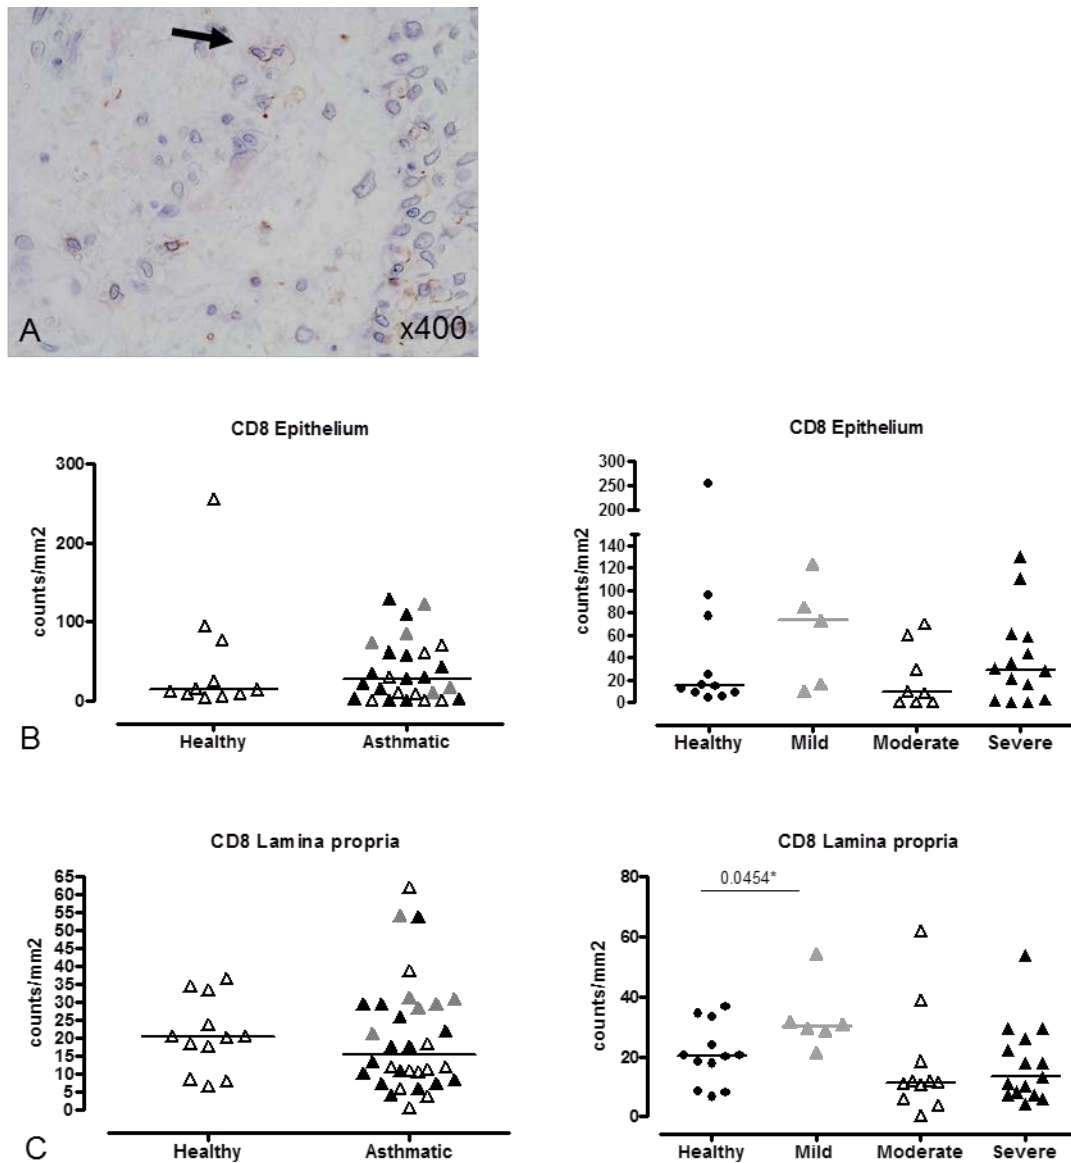 A
x400
CD8 Epithelium
counts/mm2
300
200
100
0
Healthy
Asthmatic
CD8 Epithelium
counts/mm2
300
250
200
140
120
100
80
60
40
20
0
Healthy
Mild
Moderate
Severe
B
CD8 Lamina propria
counts/mm2
65
60
55
50
45
40
35
30
25
20
15
10
5
0
Healthy
Asthmatic
CD8 Lamina propria
counts/mm2
80
60
40
20
0
0.0454*
Healthy
Mild
Moderate
Severe
C